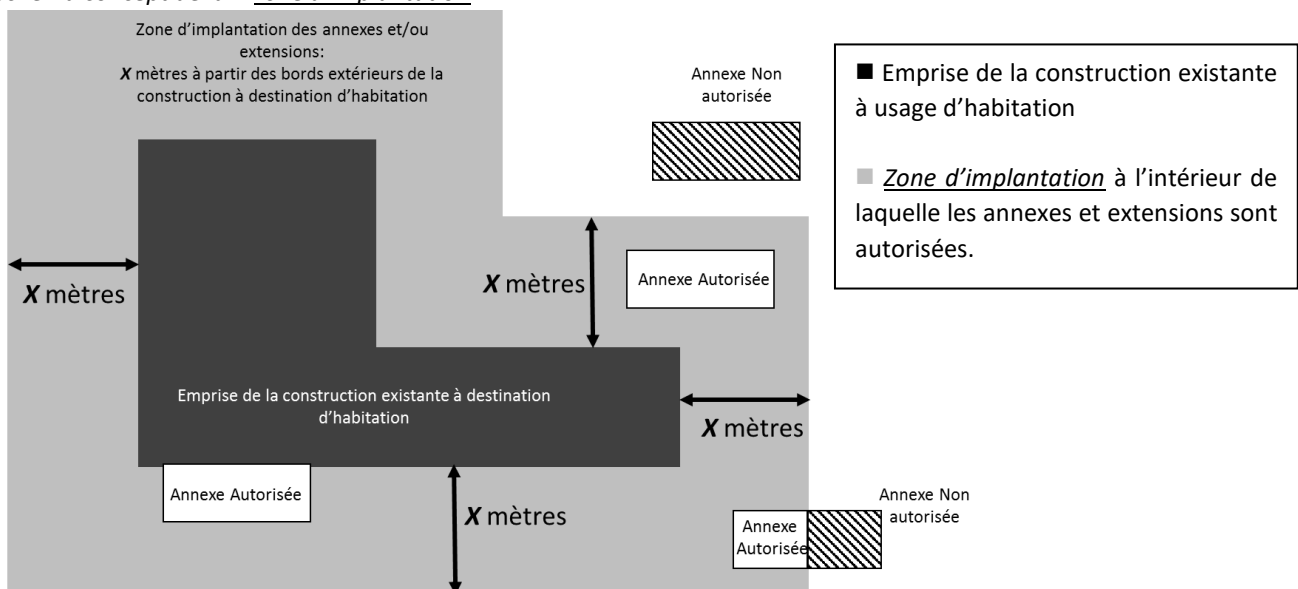 Zone d'implantation
Zone d’implantation des annexes et/ou
extensions:
X mètres à partir des bords extérieurs de la
construction à destination d’habitation
Annexe Non
autorisée
■ Emprise de la construction existante
à usage d’habitation
■ Zone d’implantation à l’intérieur de
laquelle les annexes et extensions sont
autorisées.
X mètres
X mètres
Annexe Autorisée
Emprise de la construction existante à destination
d’habitation
X mètres
Annexe Autorisée
X mètres
Annexe
Autorisée
Annexe Non
autorisée